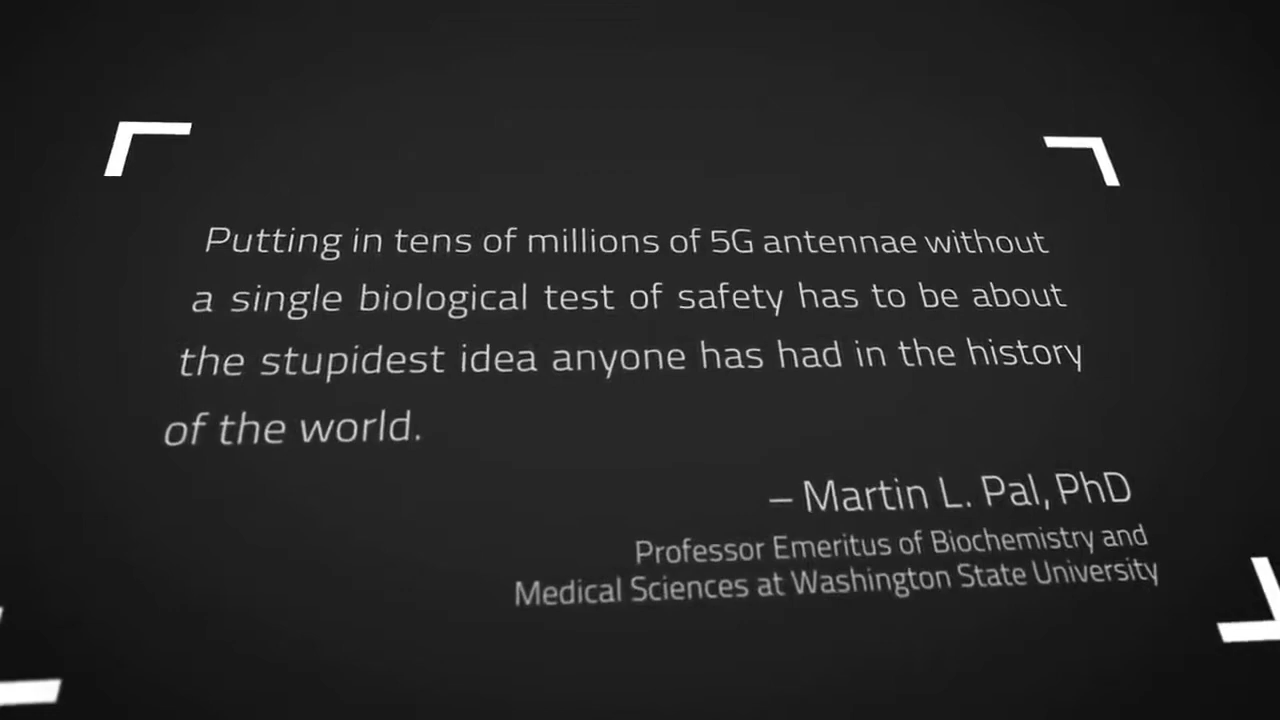 Putting in tens of millions of 5G antennae without
a single biological test of safety has to be about
the stupidest idea anyone has had in the history
of the world.
– Martin L. Pal, PhD
Professor Emeritus of Biochemistry and
Medical Sciences at Washington State University